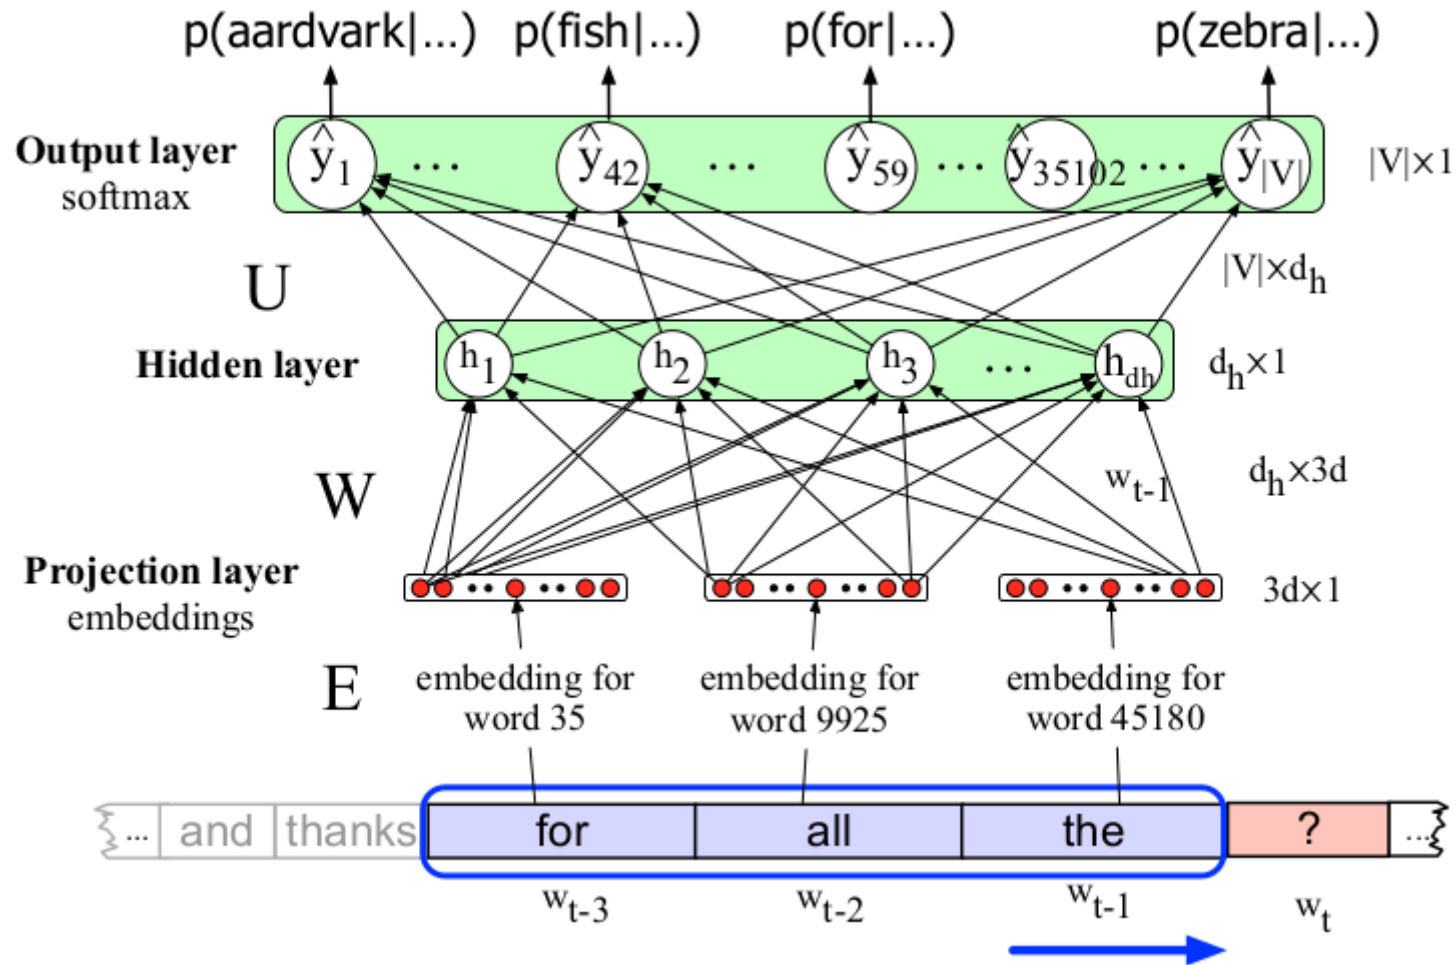 p(aardvark|...) p(fish|...) p(for|...) p(zebra|...)
Output layer
softmax
ŷ1 ... ŷ42 ... ŷ59 ... ŷ35102 ... ŷ|V|
|V|×1
U
|V|×dh
Hidden layer
h1 h2 h3 ... hdh
dh×1
W
wt-1
dh×3d
Projection layer
embeddings
3d×1
E
embedding for
word 35
embedding for
word 9925
embedding for
word 45180
... and thanks for all the ? ...
wt-3 wt-2 wt-1 wt